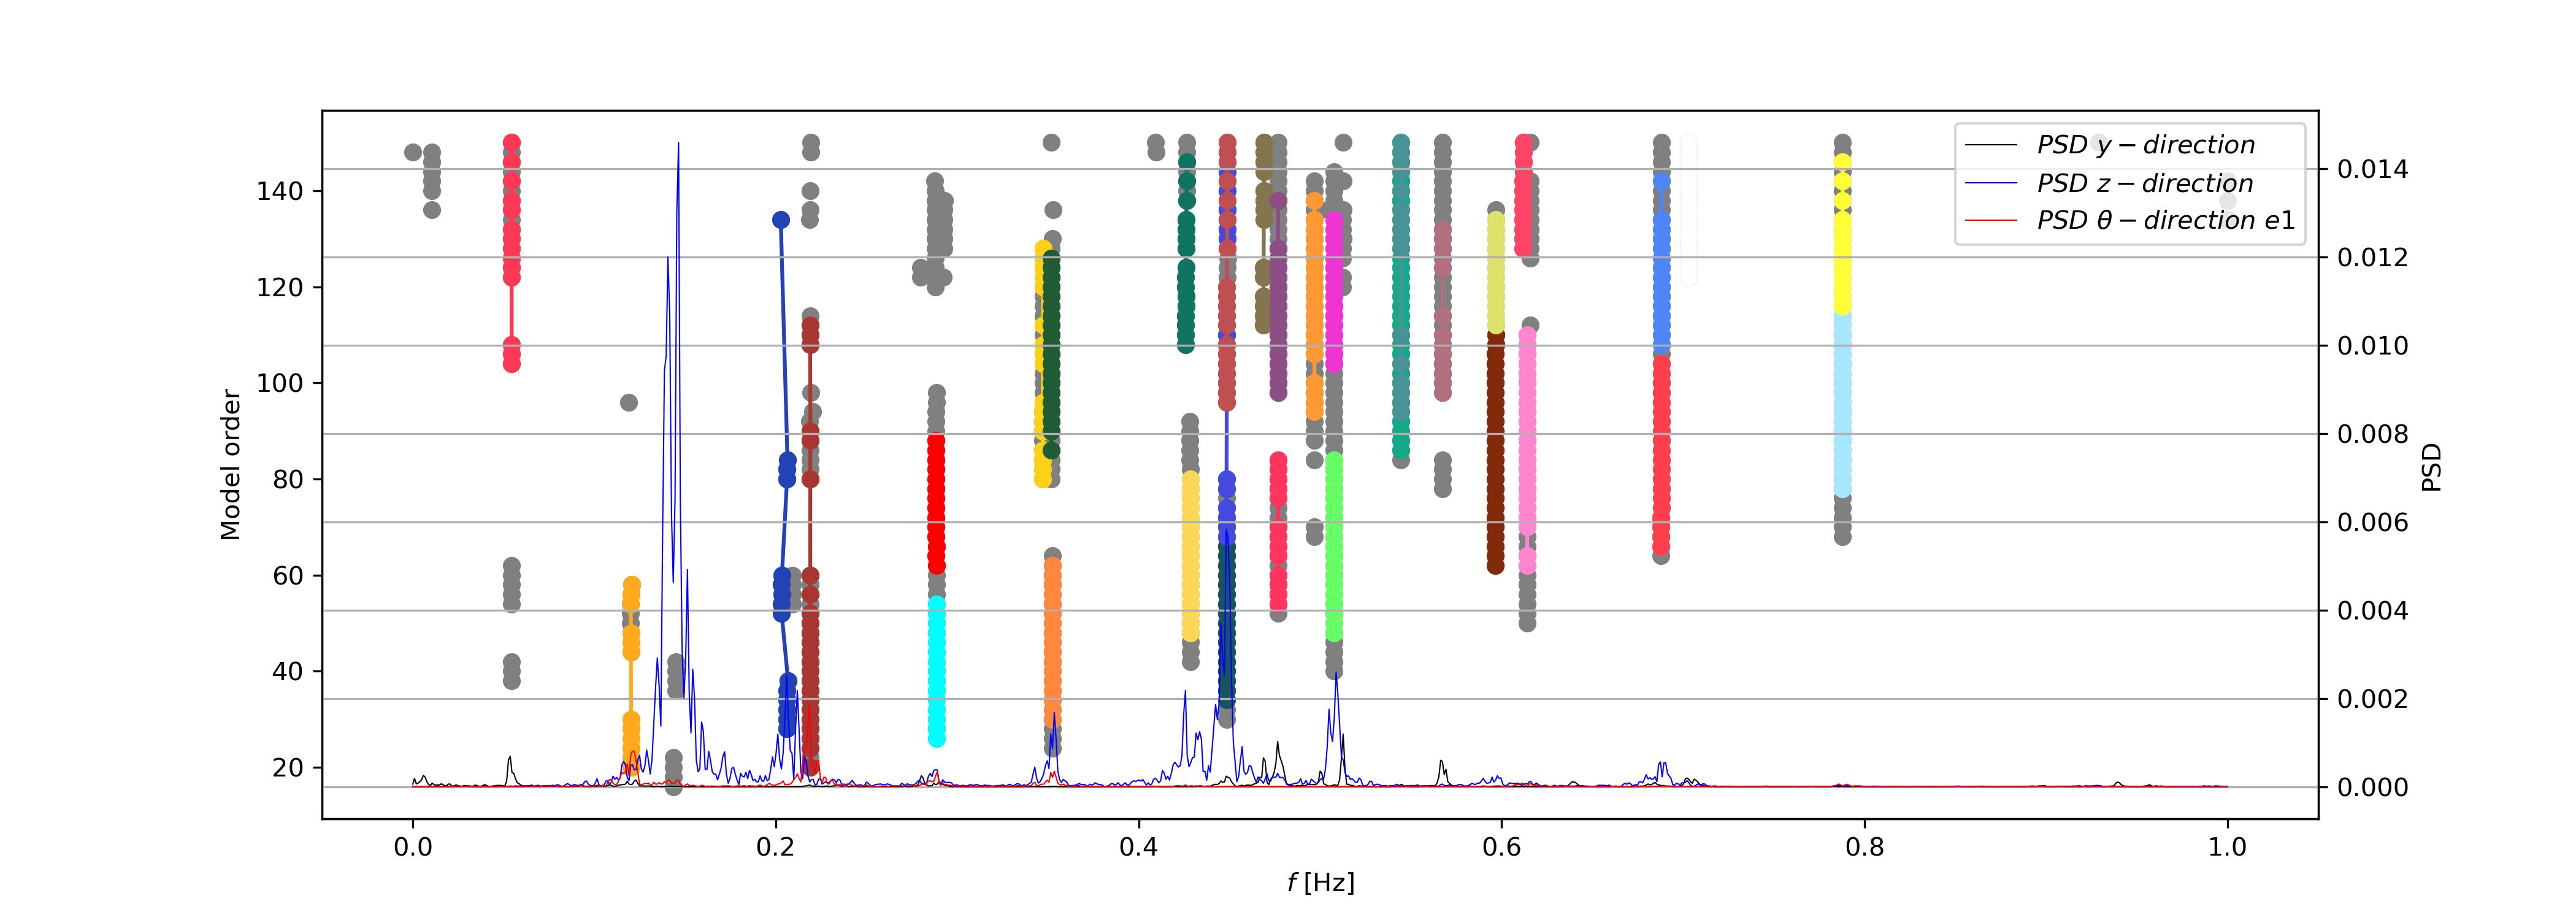 PSD y − direction
PSD z − direction
PSD θ − direction e1
Model order
140
120
100
80
60
40
20
0.014
0.012
0.010
0.008
0.006
0.004
0.002
0.000
PSD
0.0 0.2 0.4 0.6 0.8 1.0
f [Hz]